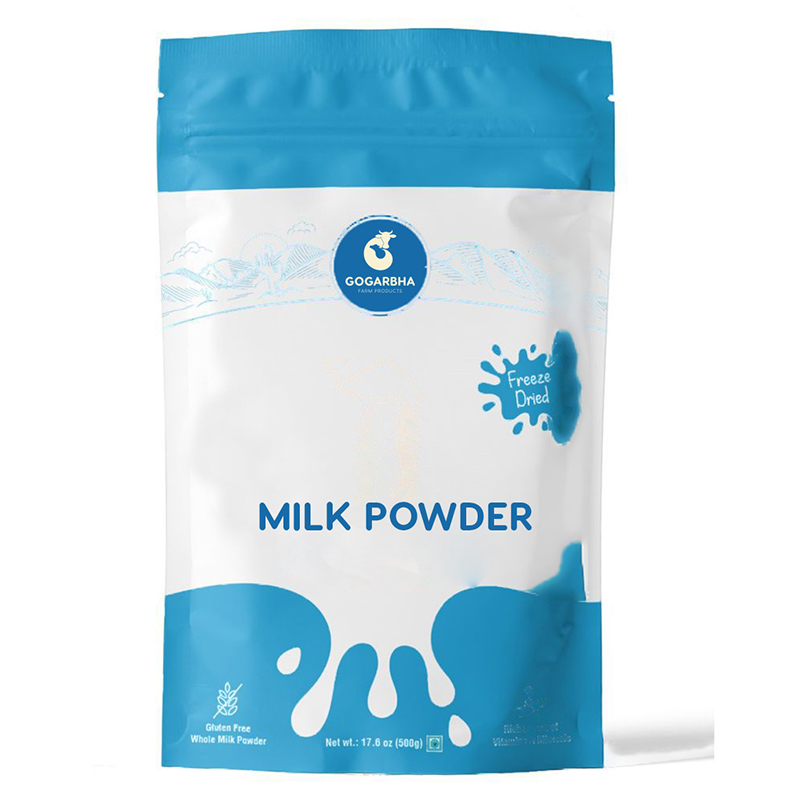 GOGARBHA
FARM PRODUCTS
Freeze
Dried
MILK POWDER
Gluten Free
Whole Milk Powder
Net wt.: 17.6 oz (500g)